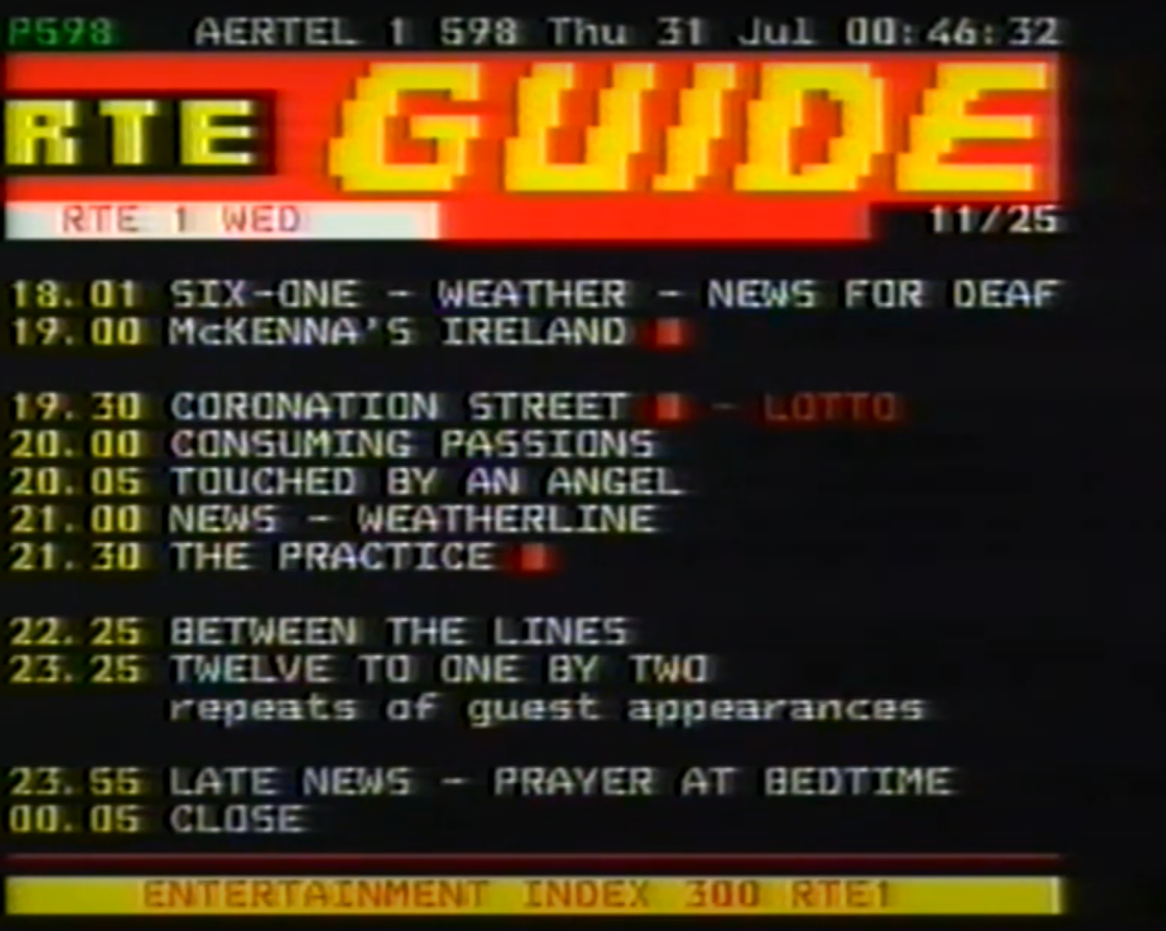 P598 AERTEL 1 598 Thu 31 Jul 00:46:32
RTE GUIDE
RTE 1 WED 11/25
18.01 SIX-ONE - WEATHER - NEWS FOR DEAF
19.00 McKENNA'S IRELAND
19.30 CORONATION STREET - LOTTO
20.00 CONSUMING PASSIONS
20.05 TOUCHED BY AN ANGEL
21.00 NEWS - WEATHERLINE
21.30 THE PRACTICE
22.25 BETWEEN THE LINES
23.25 TWELVE TO ONE BY TWO
repeats of guest appearances
23.55 LATE NEWS - PRAYER AT BEDTIME
00.05 CLOSE
ENTERTAINMENT INDEX 300 RTE1